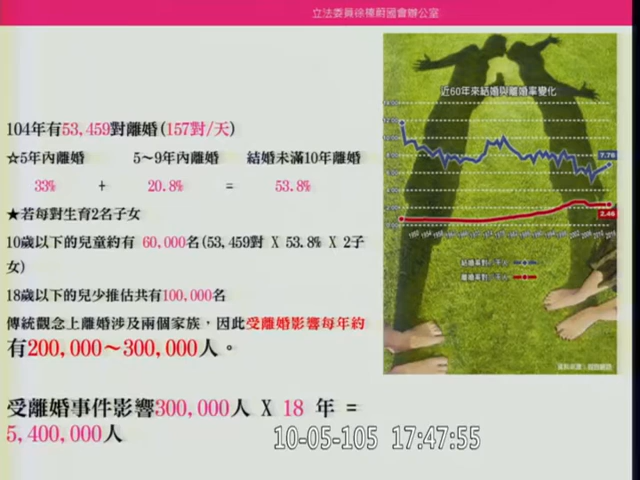 立法委員徐榛蔚國會辦公室
104年有53,459對離婚(157對/天)
☆5年內離婚 5~9年內離婚 結婚未滿10年離婚
33% + 20.8% = 53.8%
★若每對生育2名子女
10歲以下的兒童約有 60,000名(53,459對 X 53.8% X 2子
女)
18歲以下的兒少推估共有100,000名
傳統觀念上離婚涉及兩個家族，因此受離婚影響每年約
有200,000～300,000人。
受離婚事件影響300,000人 X 18 年 =
5,400,000人
近60年來結婚與離婚率變化
7.76
2.46
10-05-105 17:47:55